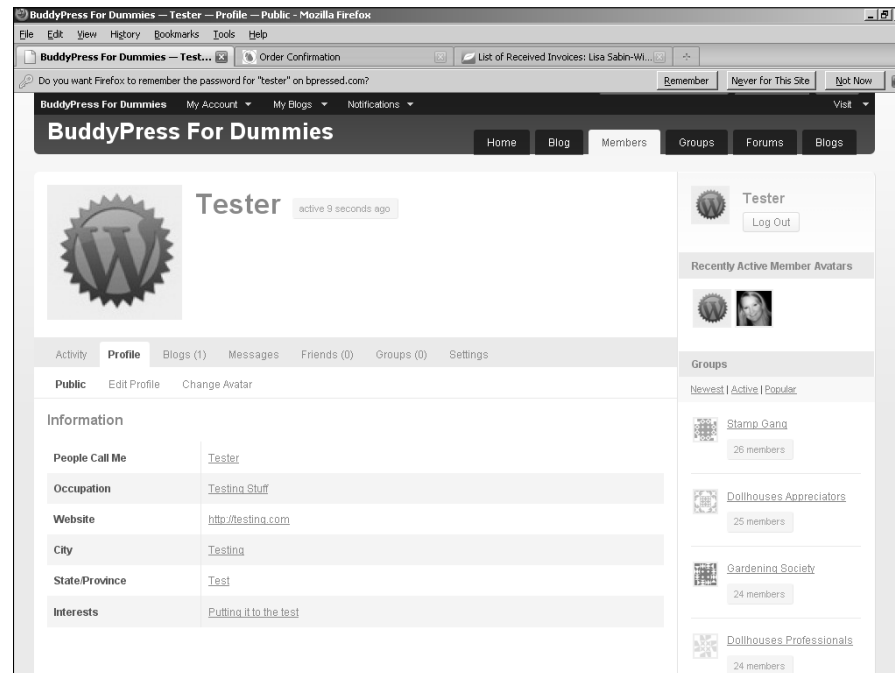 BuddyPress For Dummies — Tester — Profile — Public - Mozilla Firefox
File Edit View History Bookmarks Tools Help
BuddyPress For Dummies — Test... Order Confirmation List of Received Invoices: Lisa Sabin-Wi...
Do you want Firefox to remember the password for "tester" on bpressed.com? Remember Never for This Site Not Now
BuddyPress For Dummies My Account My Blogs Notifications Visit
BuddyPress For Dummies
Home Blog Members Groups Forums Blogs
Tester active 9 seconds ago
Activity Profile Blogs (1) Messages Friends (0) Groups (0) Settings
Public Edit Profile Change Avatar
Information
People Call Me Tester
Occupation Testing Stuff
Website http://testing.com
City Testing
State/Province Test
Interests Putting it to the test
Tester
Log Out
Recently Active Member Avatars
Groups
Newest | Active | Popular
Stamp Gang
26 members
Dollhouses Appreciators
25 members
Gardening Society
24 members
Dollhouses Professionals
24 members